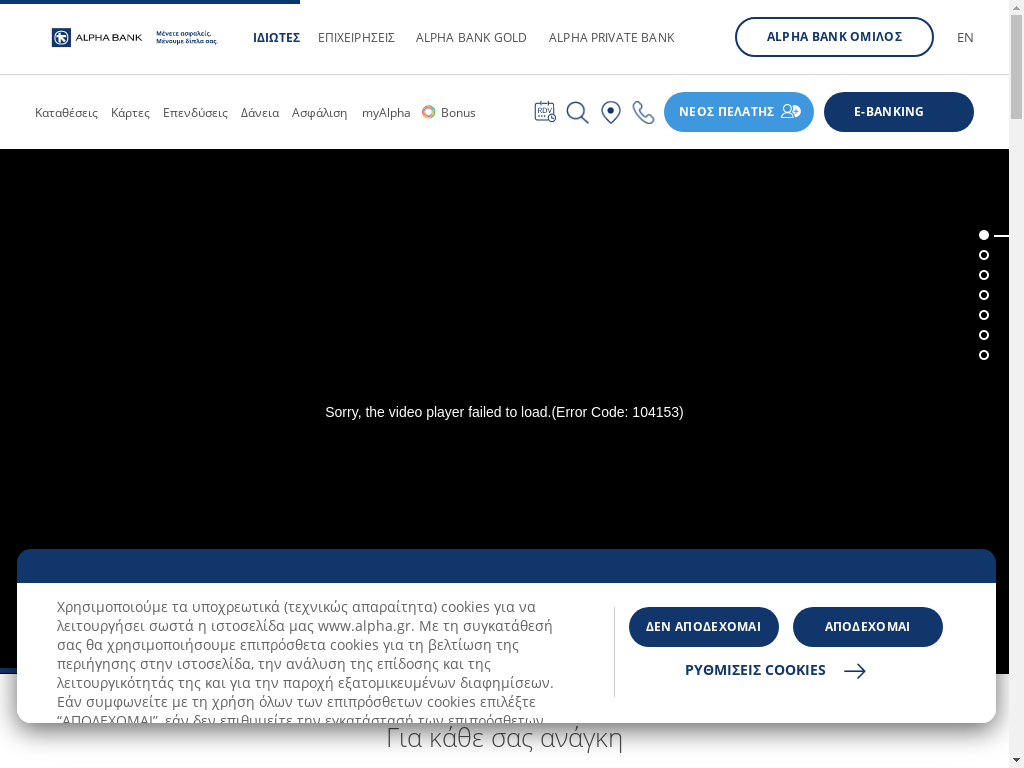 ALPHA BANK
Μένετε ασφαλείς.
Μένουμε δίπλα σας.
ΙΔΙΩΤΕΣ
ΕΠΙΧΕΙΡΗΣΕΙΣ
ALPHA BANK GOLD
ALPHA PRIVATE BANK
ALPHA BANK ΟΜΙΛΟΣ
EN
Καταθέσεις
Κάρτες
Επενδύσεις
Δάνεια
Ασφάλιση
myAlpha
Bonus
RDV
ΝΕΟΣ ΠΕΛΑΤΗΣ
E-BANKING
Sorry, the video player failed to load.(Error Code: 104153)
Χρησιμοποιούμε τα υποχρεωτικά (τεχνικώς απαραίτητα) cookies για να
λειτουργήσει σωστά η ιστοσελίδα μας www.alpha.gr. Με τη συγκατάθεσή
σας θα χρησιμοποιήσουμε επιπρόσθετα cookies για τη βελτίωση της
περιήγησης στην ιστοσελίδα, την ανάλυση της επίδοσης και της
λειτουργικότητάς της και για την παροχή εξατομικευμένων διαφημίσεων.
Εάν συμφωνείτε με τη χρήση όλων των επιπρόσθετων cookies επιλέξτε
“ΑΠΟΔΕΧΟΜΑΙ”, εάν δεν επιθυμείτε την εγκατάστασή των επιπρόσθετων
ΔΕΝ ΑΠΟΔΕΧΟΜΑΙ
ΑΠΟΔΕΧΟΜΑΙ
ΡΥΘΜΙΣΕΙΣ COOKIES
Για κάθε σας ανάγκη